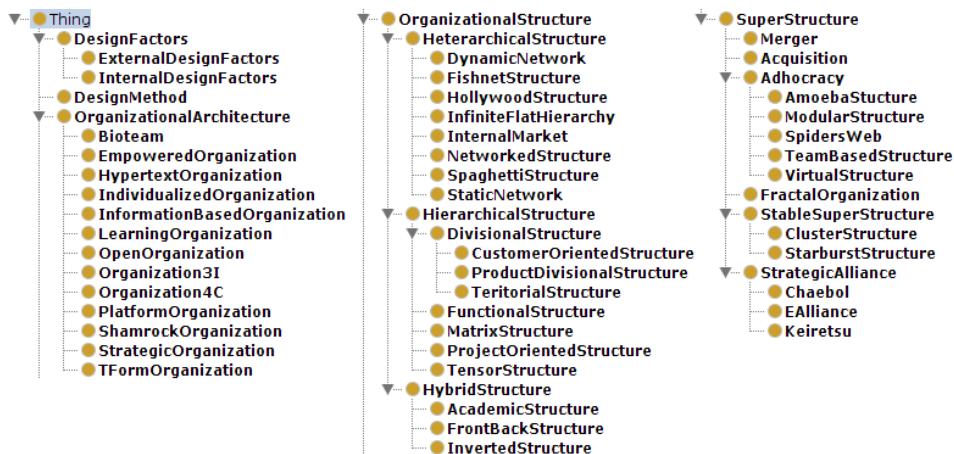 Thing
DesignFactors
ExternalDesignFactors
InternalDesignFactors
DesignMethod
OrganizationalArchitecture
Bioteam
EmpoweredOrganization
HypertextOrganization
IndividualizedOrganization
InformationBasedOrganization
LearningOrganization
OpenOrganization
Organization3I
Organization4C
PlatformOrganization
ShamrockOrganization
StrategicOrganization
TFormOrganization
OrganizationalStructure
HeterarchicalStructure
DynamicNetwork
FishnetStructure
HollywoodStructure
InfiniteFlatHierarchy
InternalMarket
NetworkedStructure
SpaghettiStructure
StaticNetwork
HierarchicalStructure
DivisionalStructure
CustomerOrientedStructure
ProductDivisionalStructure
TeritorialStructure
FunctionalStructure
MatrixStructure
ProjectOrientedStructure
TensorStructure
HybridStructure
AcademicStructure
FrontBackStructure
InvertedStructure
SuperStructure
Merger
Acquisition
Adhocracy
AmoebaStucture
ModularStructure
SpidersWeb
TeamBasedStructure
VirtualStructure
FractalOrganization
StableSuperStructure
ClusterStructure
StarburstStructure
StrategicAlliance
Chaebol
EAlliance
Keiretsu